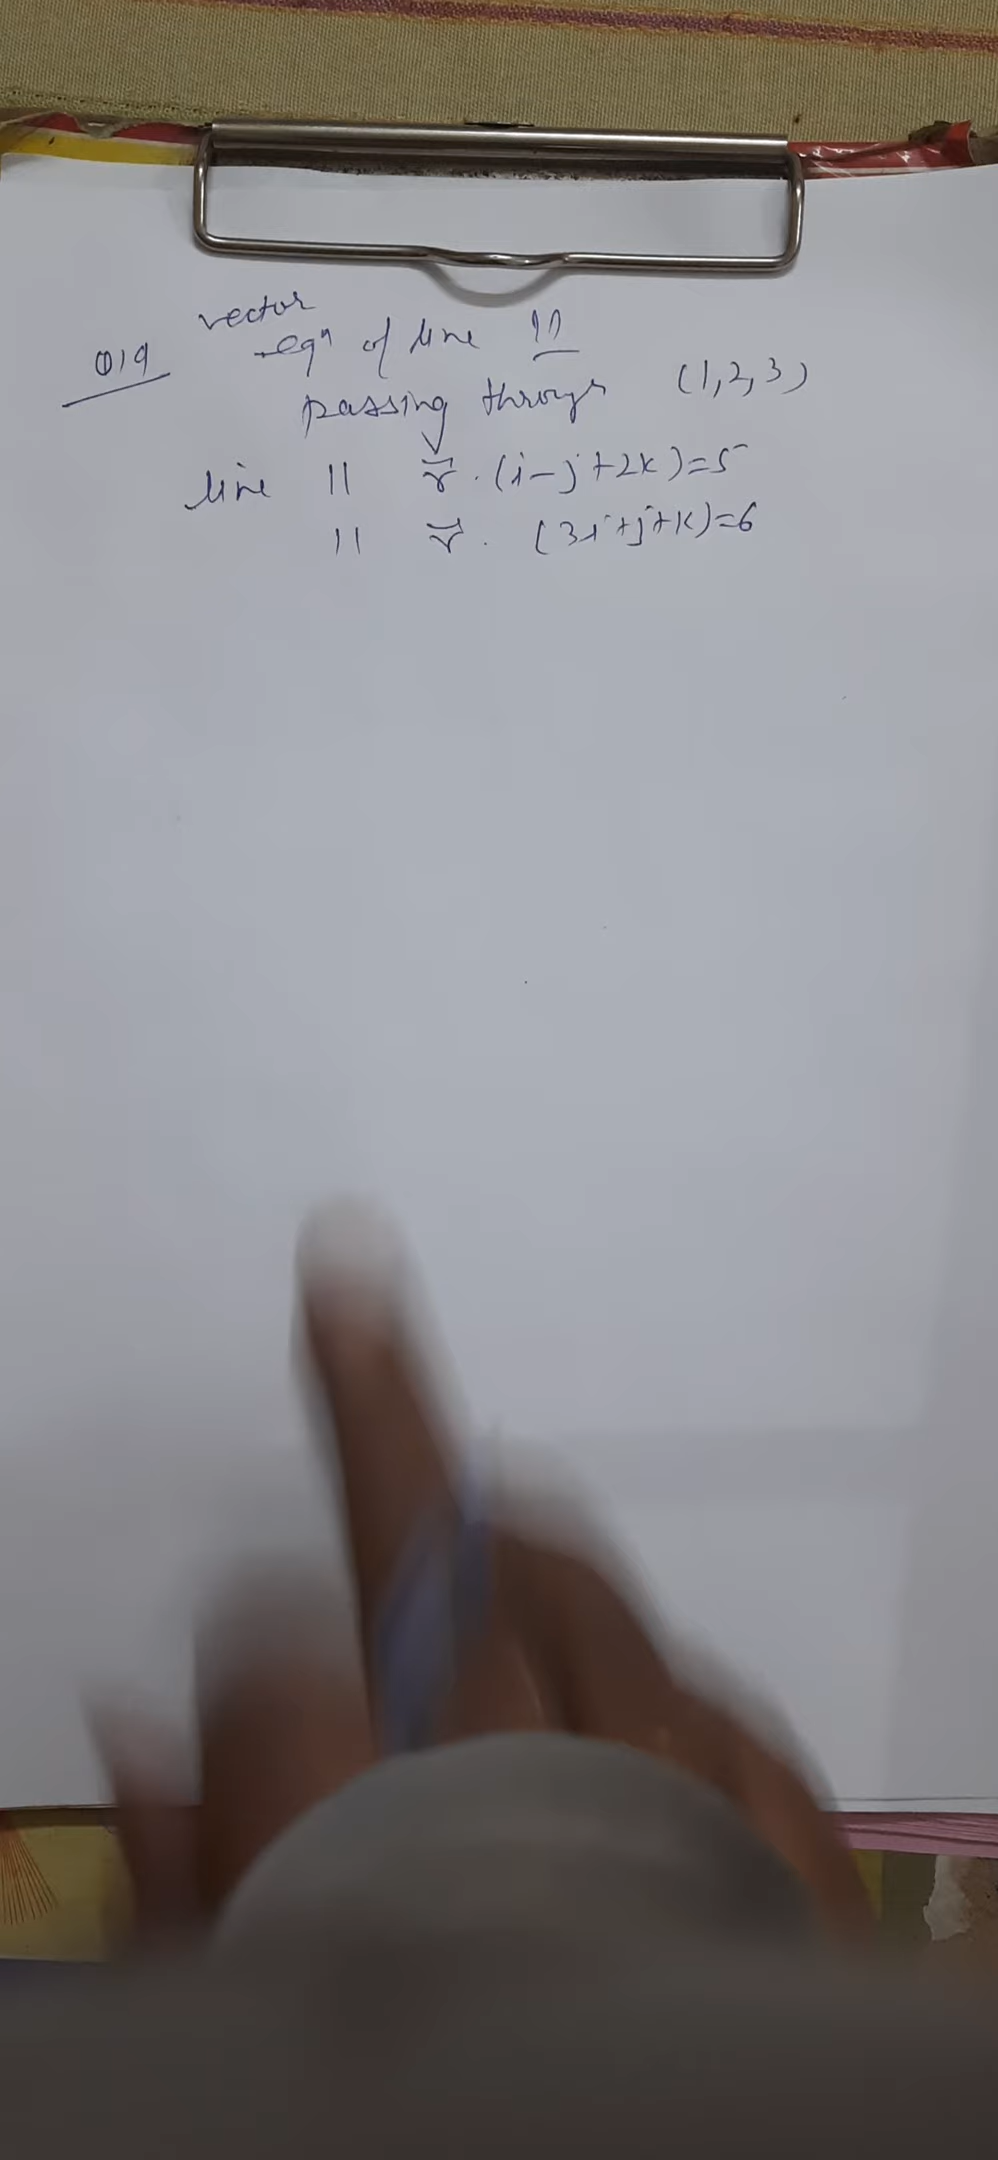 Q19 vector
eqn of line ??
passing through (1,2,3)
line || r⃗ . (i-j+2k)=5
|| r⃗ . (3i+j+k)=6